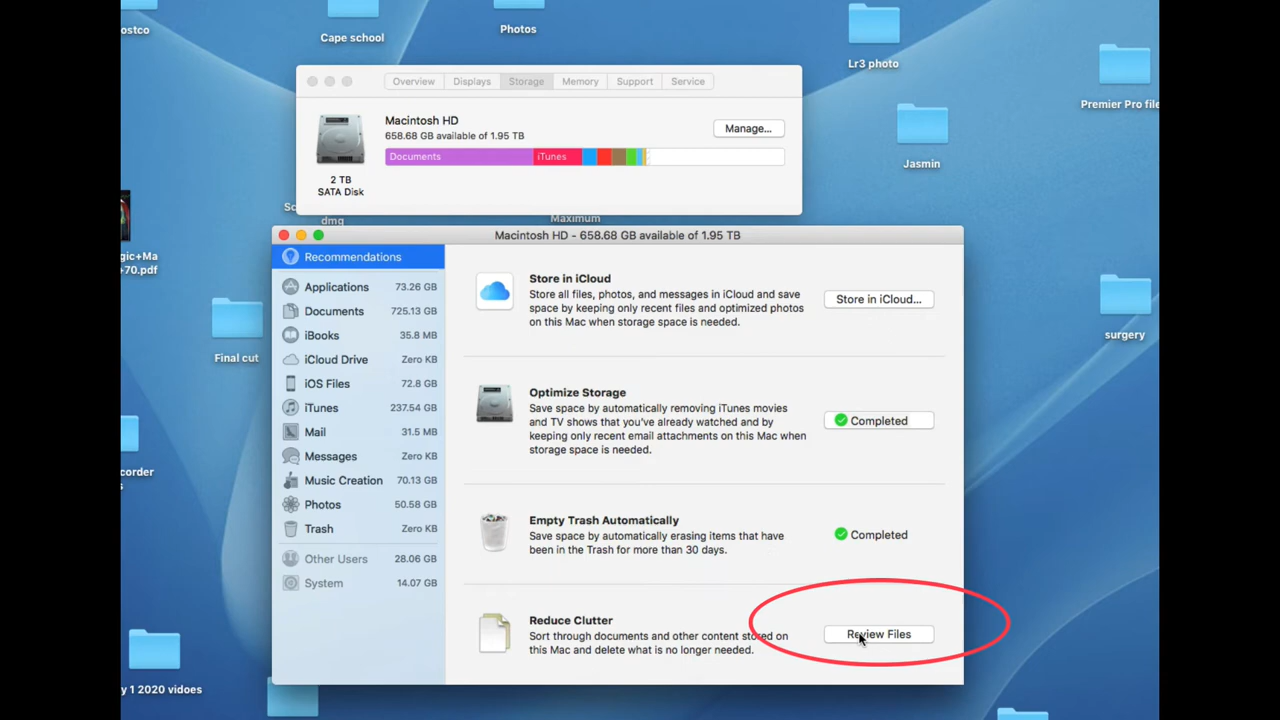 ostco
Cape school
Photos
Lr3 photo
Premier Pro file
Overview
Displays
Storage
Memory
Support
Service
Macintosh HD
658.68 GB available of 1.95 TB
Manage...
Documents
iTunes
2 TB
SATA Disk
Jasmin
Sc
dmg
Maximum
gic+Ma
+70.pdf
Macintosh HD - 658.68 GB available of 1.95 TB
Recommendations
Applications 73.26 GB
Documents 725.13 GB
iBooks 35.8 MB
iCloud Drive Zero KB
iOS Files 72.8 GB
iTunes 237.54 GB
Mail 31.5 MB
Messages Zero KB
Music Creation 70.13 GB
Photos 50.58 GB
Trash Zero KB
Other Users 28.06 GB
System 14.07 GB
Store in iCloud
Store all files, photos, and messages in iCloud and save
space by keeping only recent files and optimized photos
on this Mac when storage space is needed.
Store in iCloud...
Optimize Storage
Save space by automatically removing iTunes movies
and TV shows that you've already watched and by
keeping only recent email attachments on this Mac when
storage space is needed.
Completed
Empty Trash Automatically
Save space by automatically erasing items that have
been in the Trash for more than 30 days.
Completed
Reduce Clutter
Sort through documents and other content stored on
this Mac and delete what is no longer needed.
Review Files
Final cut
surgery
corder
s
y 1 2020 vidoes